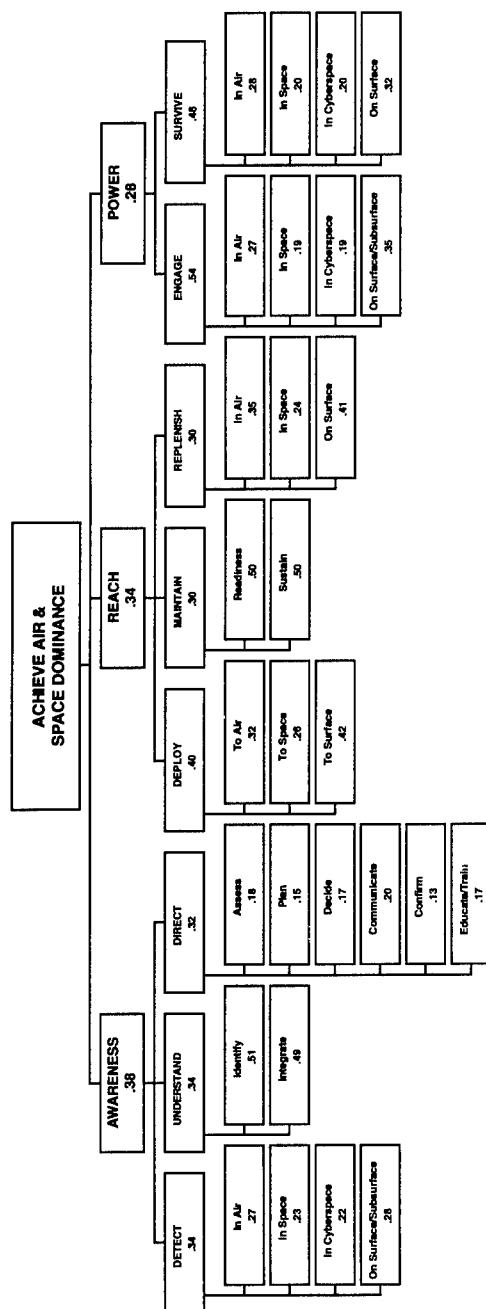 ACHIEVE AIR &
SPACE DOMINANCE
AWARENESS
.38
REACH
.34
POWER
.28
DETECT
.34
UNDERSTAND
.34
DIRECT
.32
DEPLOY
.40
MAINTAIN
.30
REPLENISH
.30
ENGAGE
.54
SURVIVE
.46
In Air
.27
In Space
.23
In Cyberspace
.22
On Surface/Subsurface
.28
Identify
.51
Integrate
.49
Assess
.18
Plan
.15
Decide
.17
Communicate
.20
Confirm
.13
Educate/Train
.17
To Air
.32
To Space
.26
To Surface
.42
Readiness
.50
Sustain
.50
In Air
.35
In Space
.24
On Surface
.41
In Air
.27
In Space
.19
In Cyberspace
.19
On Surface/Subsurface
.35
In Air
.28
In Space
.20
In Cyberspace
.20
On Surface
.32